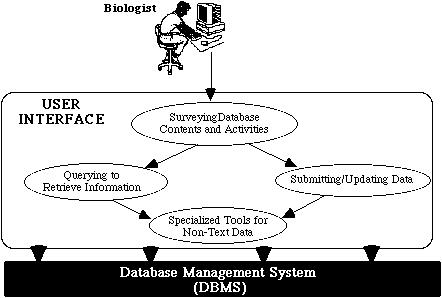 Biologist
USER
INTERFACE
SurveyingDatabase
Contents and Activities
Querying to
Retrieve Information
Submitting/Updating Data
Specialized Tools for
Non-Text Data
Database Management System
(DBMS)